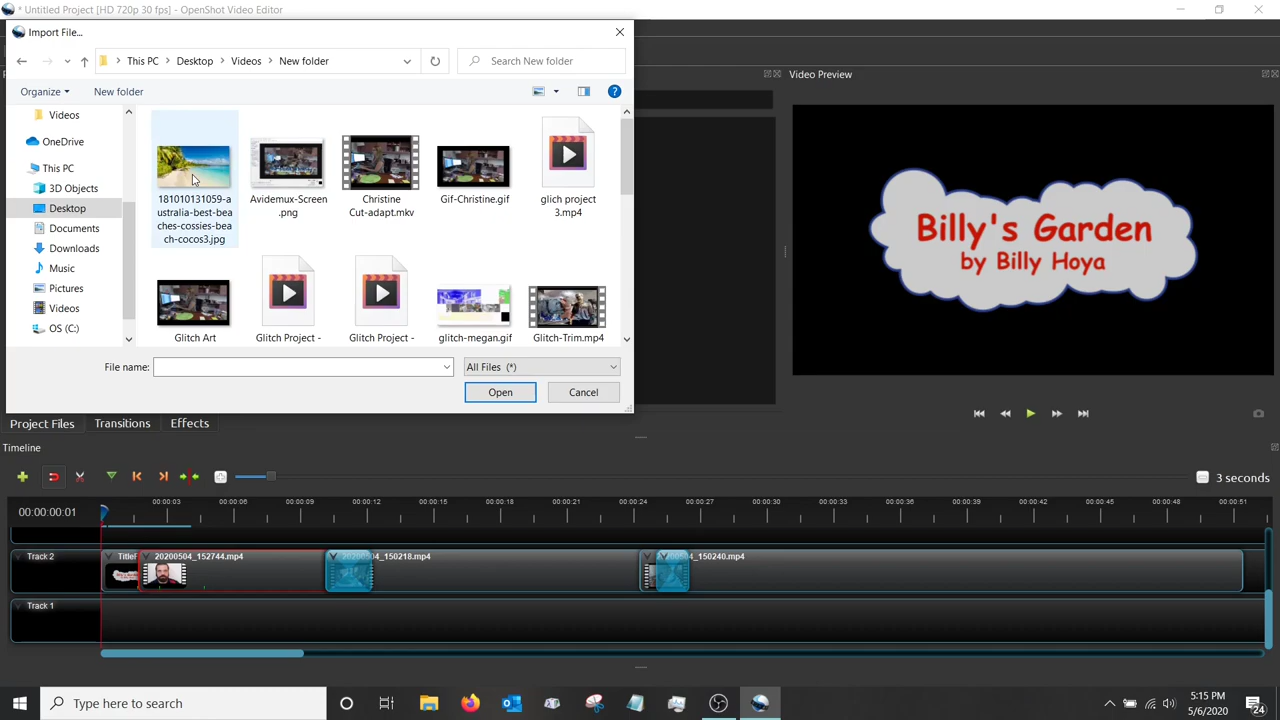 * Untitled Project [HD 720p 30 fps] - OpenShot Video Editor
Import File...
This PC > Desktop > Videos > New folder
Search New folder
Organize
New folder
Videos
OneDrive
This PC
3D Objects
Desktop
Documents
Downloads
Music
Pictures
Videos
OS (C:)
181010131059-a
ustralia-best-bea
ches-cossies-bea
ch-cocos3.jpg
Avidemux-Screen
.png
Christine
Cut-adapt.mkv
Gif-Christine.gif
glich project
3.mp4
Glitch Art
Glitch Project -
Glitch Project -
glitch-megan.gif
Glitch-Trim.mp4
File name:
All Files (*)
Open
Cancel
Video Preview
Billy's Garden
by Billy Hoya
Project Files
Transitions
Effects
Timeline
3 seconds
00:00:00:01
00:00:03
00:00:06
00:00:09
00:00:12
00:00:15
00:00:18
00:00:21
00:00:24
00:00:27
00:00:30
00:00:33
00:00:36
00:00:39
00:00:42
00:00:45
00:00:48
00:00:51
Track 2
TitleF
20200504_152744.mp4
20200504_150218.mp4
20200504_150240.mp4
Track 1
Type here to search
5:15 PM
5/6/2020
24